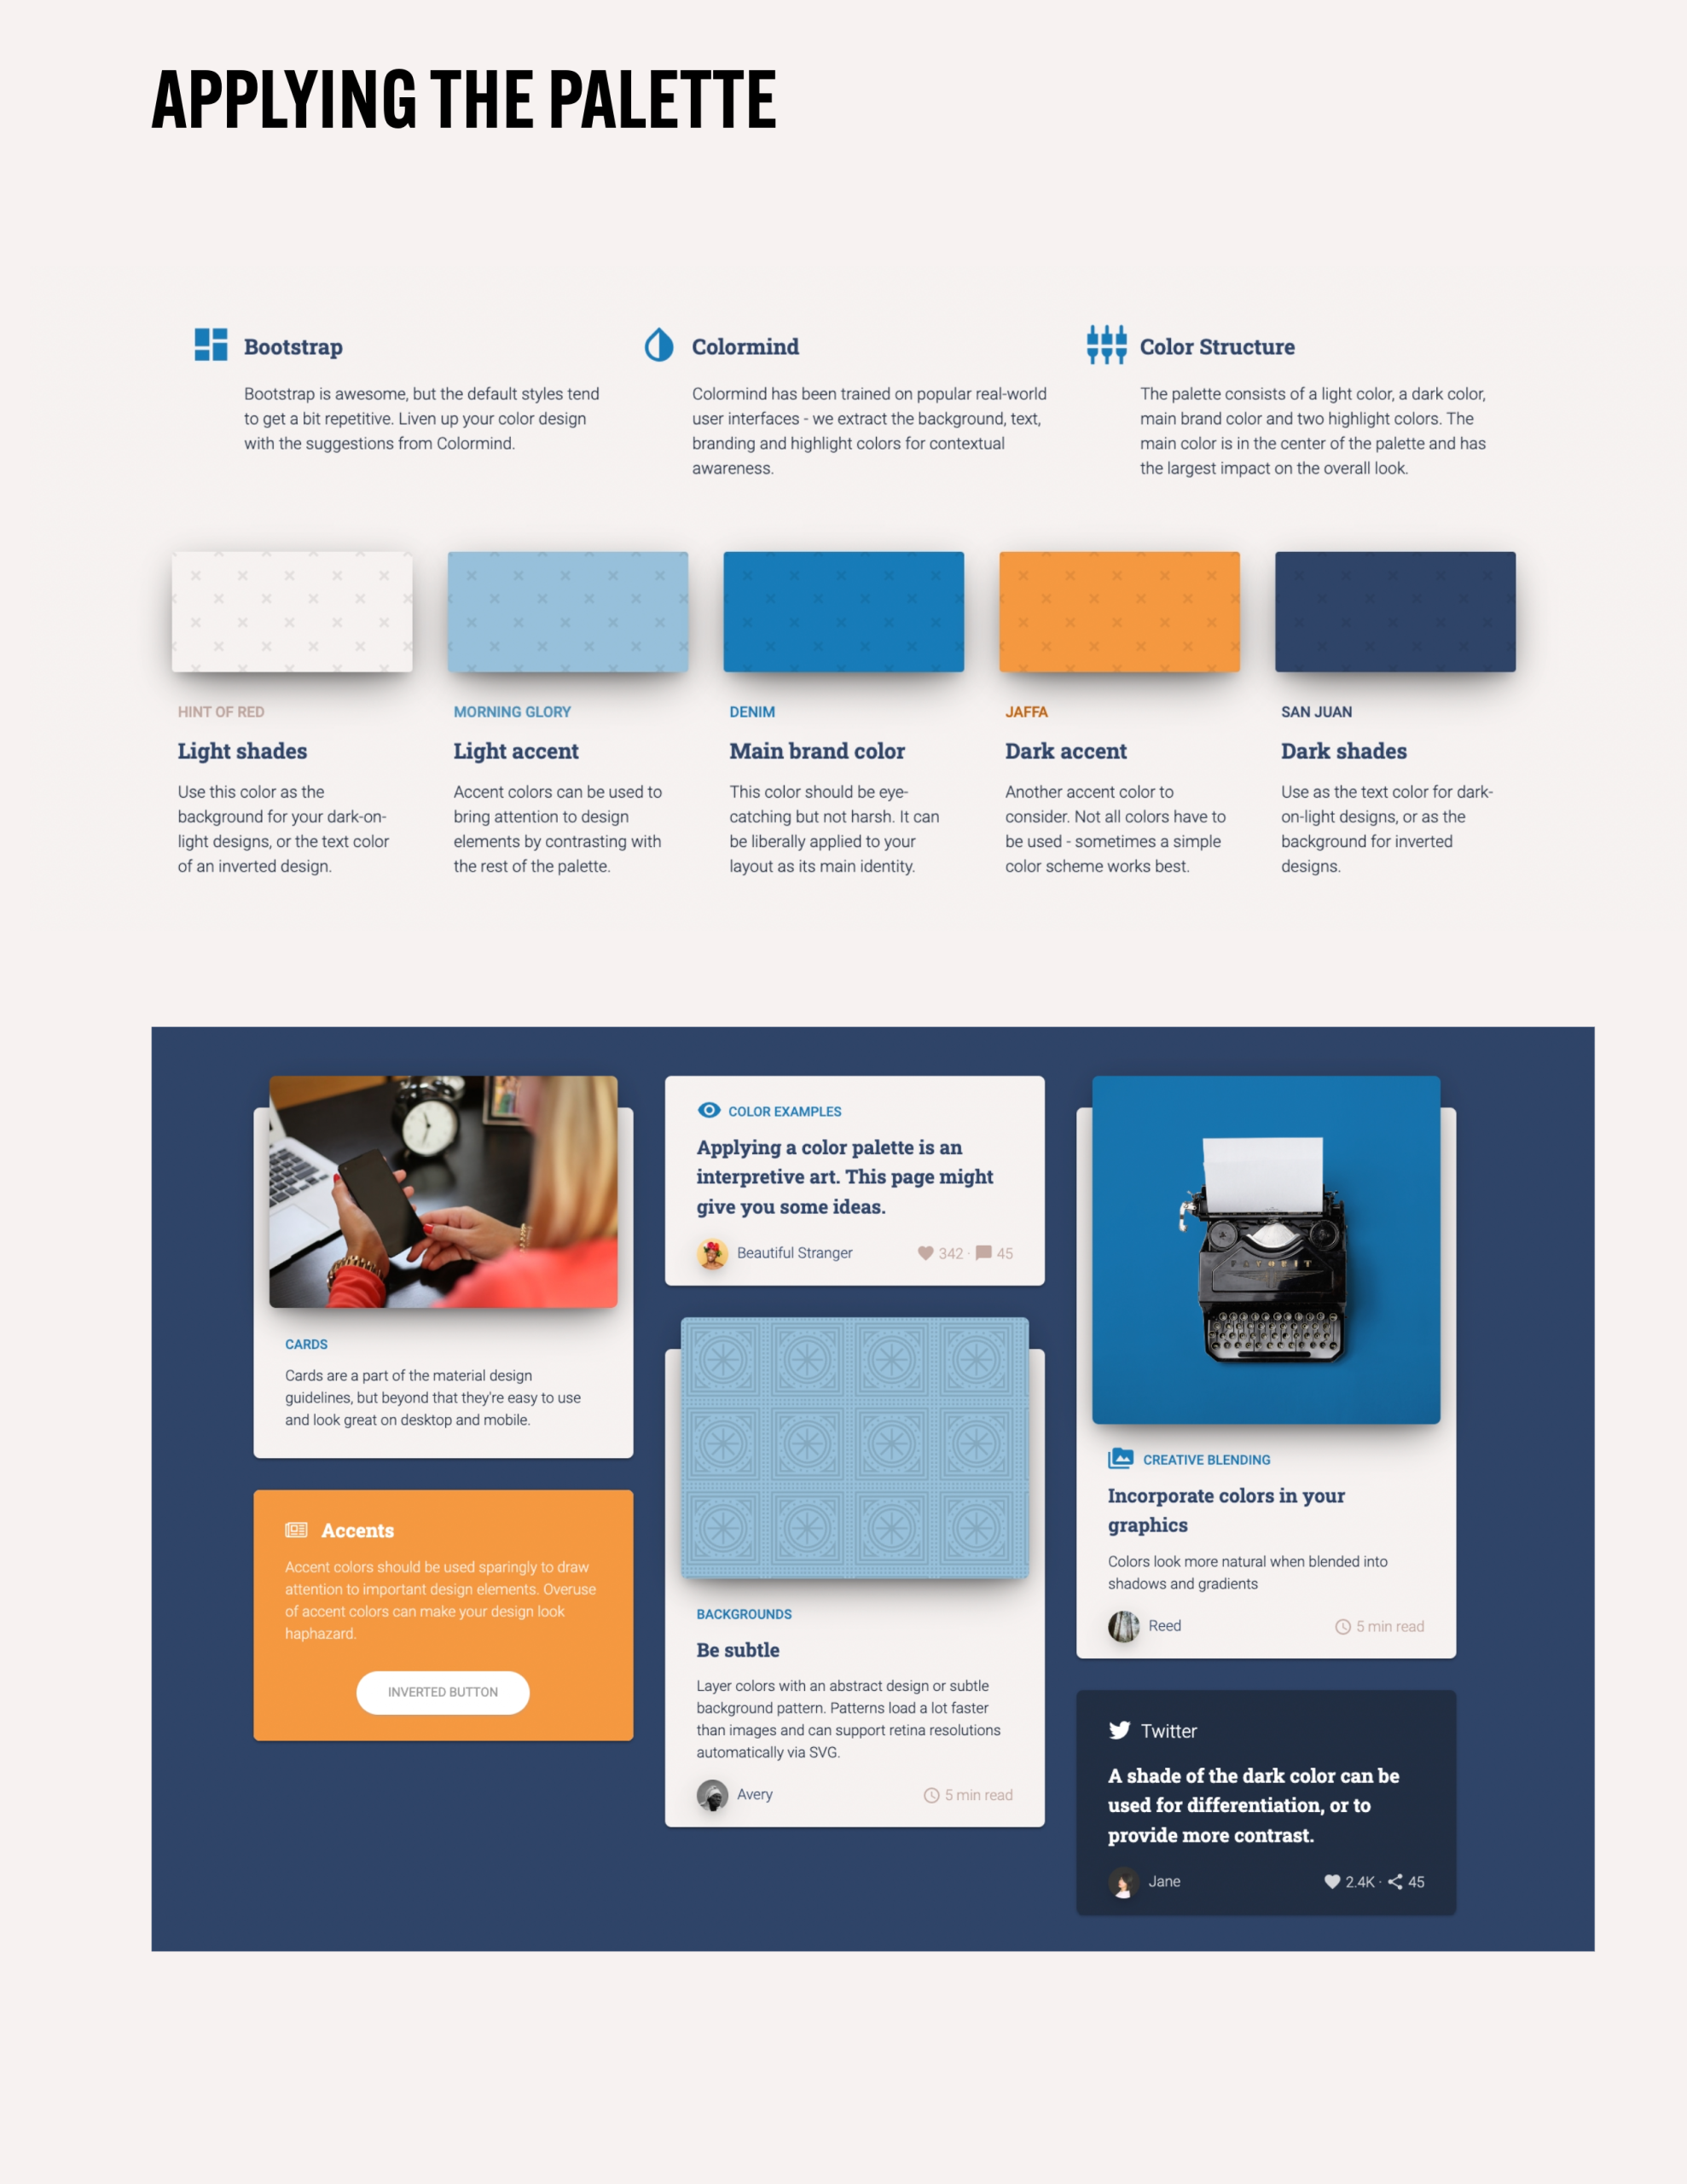 APPLYING THE PALETTE
Bootstrap
Bootstrap is awesome, but the default styles tend
to get a bit repetitive. Liven up your color design
with the suggestions from Colormind.
Colormind
Colormind has been trained on popular real-world
user interfaces - we extract the background, text,
branding and highlight colors for contextual
awareness.
Color Structure
The palette consists of a light color, a dark color,
main brand color and two highlight colors. The
main color is in the center of the palette and has
the largest impact on the overall look.
HINT OF RED
Light shades
Use this color as the
background for your dark-on-
light designs, or the text color
of an inverted design.
MORNING GLORY
Light accent
Accent colors can be used to
bring attention to design
elements by contrasting with
the rest of the palette.
DENIM
Main brand color
This color should be eye-
catching but not harsh. It can
be liberally applied to your
layout as its main identity.
JAFFA
Dark accent
Another accent color to
consider. Not all colors have to
be used - sometimes a simple
color scheme works best.
SAN JUAN
Dark shades
Use as the text color for dark-
on-light designs, or as the
background for inverted
designs.
CARDS
Cards are a part of the material design
guidelines, but beyond that they're easy to use
and look great on desktop and mobile.
Accents
Accent colors should be used sparingly to draw
attention to important design elements. Overuse
of accent colors can make your design look
haphazard.
INVERTED BUTTON
COLOR EXAMPLES
Applying a color palette is an
interpretive art. This page might
give you some ideas.
Beautiful Stranger 342 · 45
BACKGROUNDS
Be subtle
Layer colors with an abstract design or subtle
background pattern. Patterns load a lot faster
than images and can support retina resolutions
automatically via SVG.
Avery 5 min read
CREATIVE BLENDING
Incorporate colors in your
graphics
Colors look more natural when blended into
shadows and gradients
Reed 5 min read
Twitter
A shade of the dark color can be
used for differentiation, or to
provide more contrast.
Jane 2.4K · 45